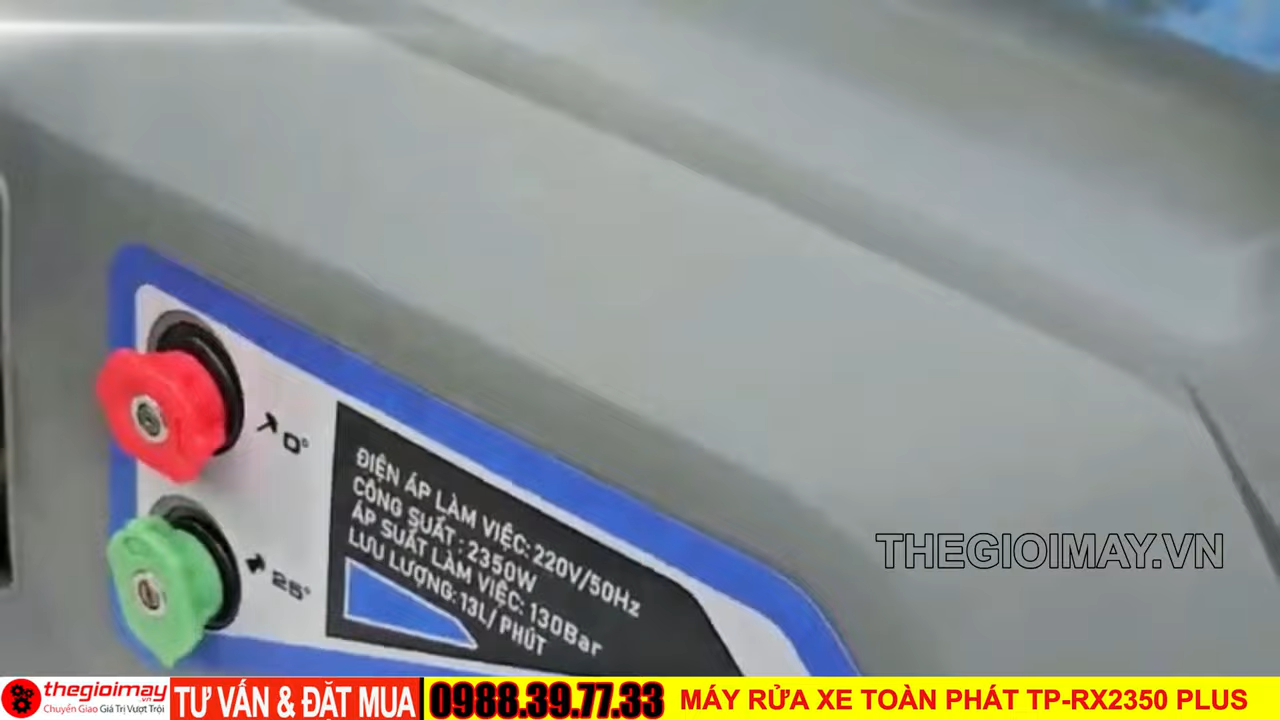 0°
25°
ĐIỆN ÁP LÀM VIỆC: 220V/50Hz
CÔNG SUẤT : 2350W
ÁP SUẤT LÀM VIỆC: 130Bar
LƯU LƯỢNG: 13L/ PHÚT
THEGIOIMAY.VN
thegioimay.vn
Chuyển Giao Giá Trị Vượt Trội
TƯ VẤN & ĐẶT MUA
0988.39.77.33
MÁY RỬA XE TOÀN PHÁT TP-RX2350 PLUS